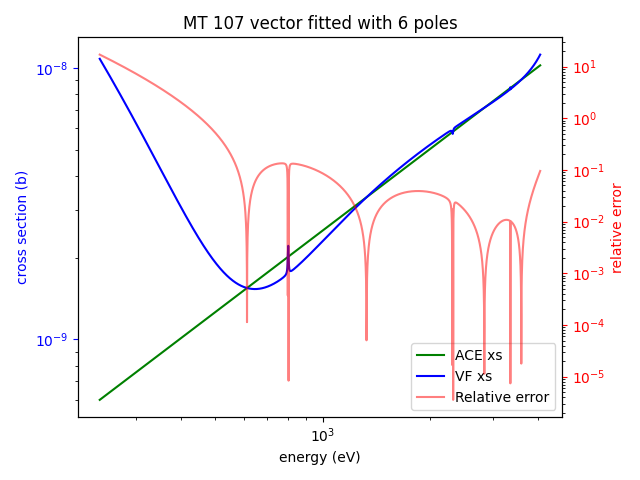 MT 107 vector fitted with 6 poles
cross section (b)
10⁻⁸
10⁻⁹
10¹
10⁰
10⁻¹
10⁻²
10⁻³
10⁻⁴
10⁻⁵
relative error
ACE xs
VF xs
Relative error
10³
energy (eV)